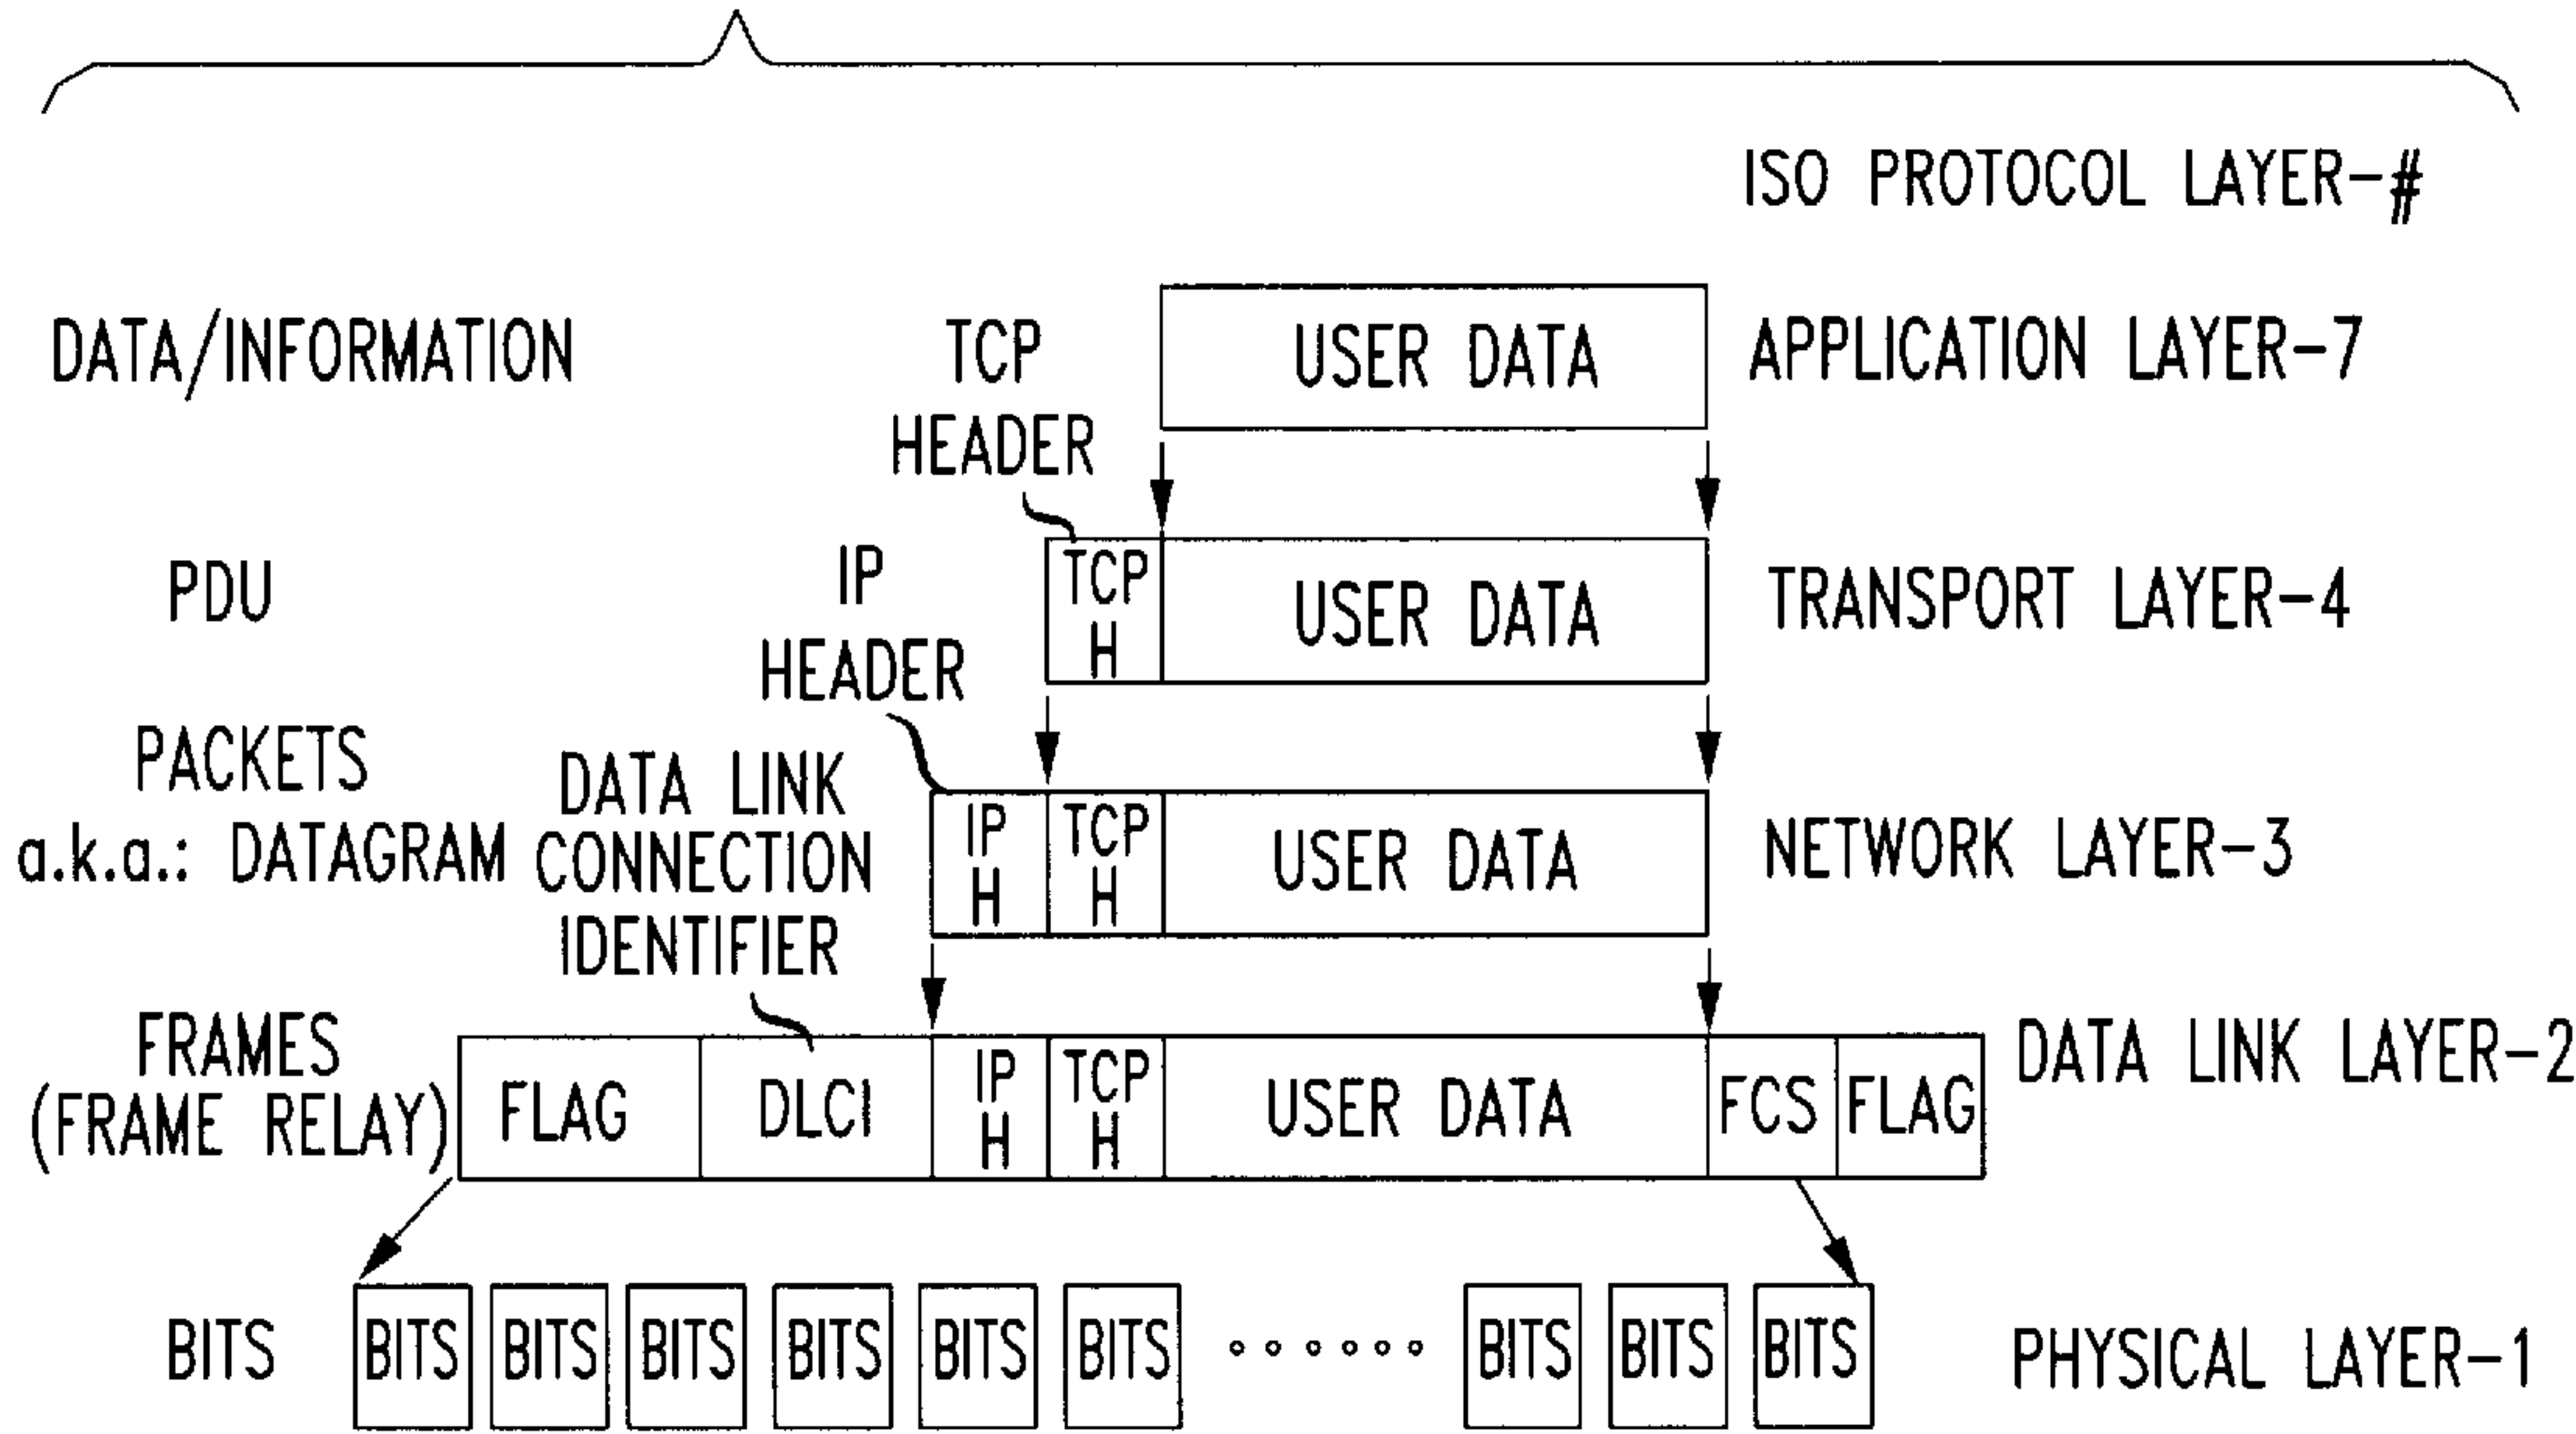 ISO PROTOCOL LAYER-#
DATA/INFORMATION
TCP
HEADER
USER DATA
APPLICATION LAYER-7
PDU
IP
HEADER
TCP
H
USER DATA
TRANSPORT LAYER-4
PACKETS
a.k.a.: DATAGRAM
DATA LINK
CONNECTION
IDENTIFIER
IP
H
TCP
H
USER DATA
NETWORK LAYER-3
FRAMES
(FRAME RELAY)
FLAG
DLCI
IP
H
TCP
H
USER DATA
FCS
FLAG
DATA LINK LAYER-2
BITS
BITS
BITS
BITS
BITS
BITS
BITS
BITS
BITS
BITS
PHYSICAL LAYER-1